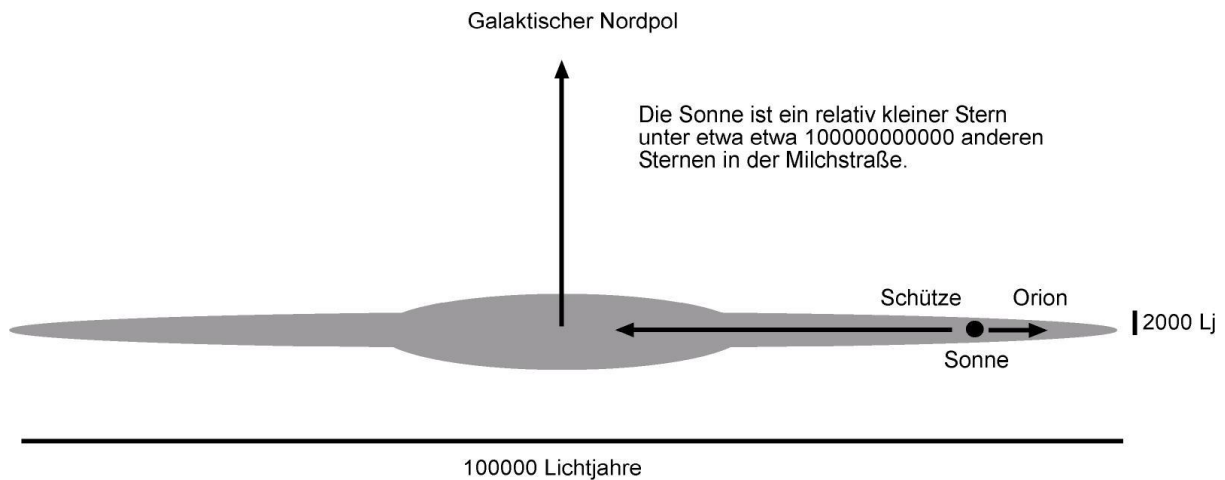 Galaktischer Nordpol
Die Sonne ist ein relativ kleiner Stern
unter etwa etwa 100000000000 anderen
Sternen in der Milchstraße.
Schütze
Orion
2000 Lj
Sonne
100000 Lichtjahre